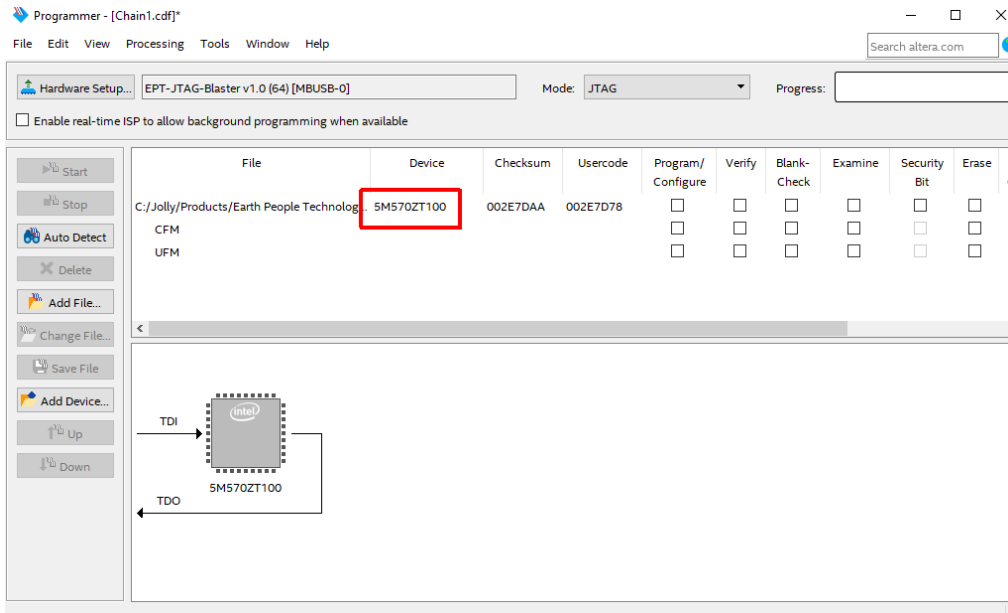 Programmer - [Chain1.cdf]*
File Edit View Processing Tools Window Help
Search altera.com
Hardware Setup... EPT-JTAG-Blaster v1.0 (64) [MBUSB-0] Mode: JTAG Progress:
Enable real-time ISP to allow background programming when available
Start
Stop
Auto Detect
Delete
Add File...
Change File...
Save File
Add Device...
Up
Down
File Device Checksum Usercode Program/ Verify Blank- Examine Security Erase
Configure Check Bit
C:/Jolly/Products/Earth People Technolog... 5M570ZT100 002E7DAA 002E7D78
CFM
UFM
TDI
intel
5M570ZT100
TDO